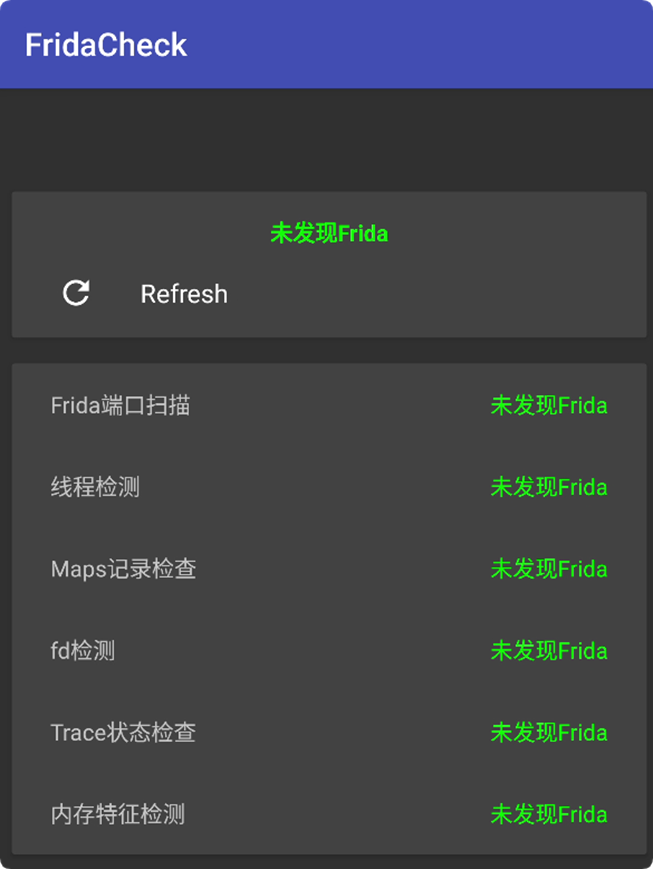 FridaCheck
未发现Frida
Refresh
Frida端口扫描 未发现Frida
线程检测 未发现Frida
Maps记录检查 未发现Frida
fd检测 未发现Frida
Trace状态检查 未发现Frida
内存特征检测 未发现Frida